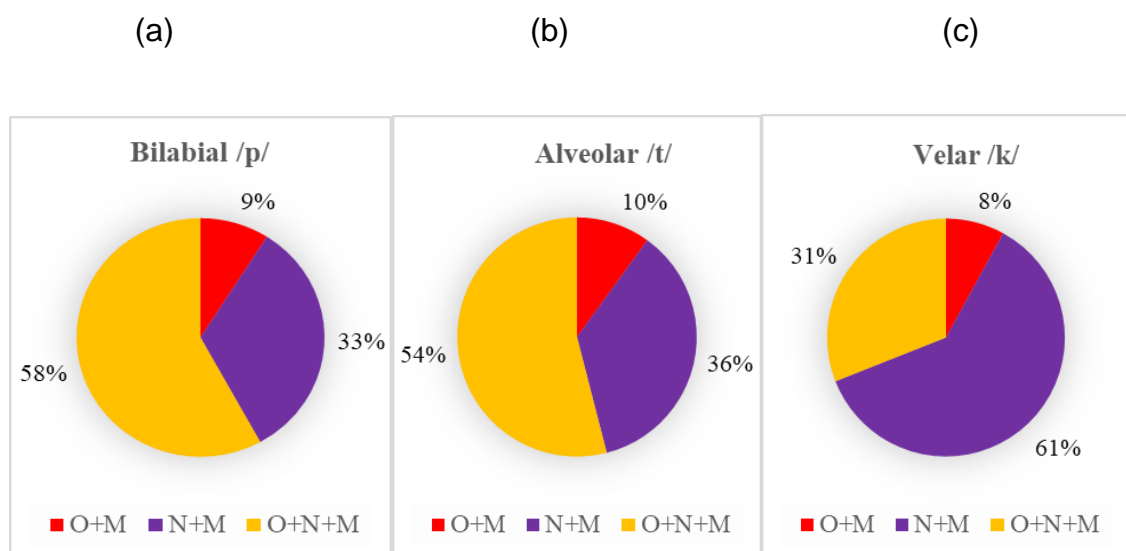 (a) (b) (c)
Bilabial /p/
9%
33%
58%
O+M N+M O+N+M
Alveolar /t/
10%
36%
54%
O+M N+M O+N+M
Velar /k/
8%
31%
61%
O+M N+M O+N+M